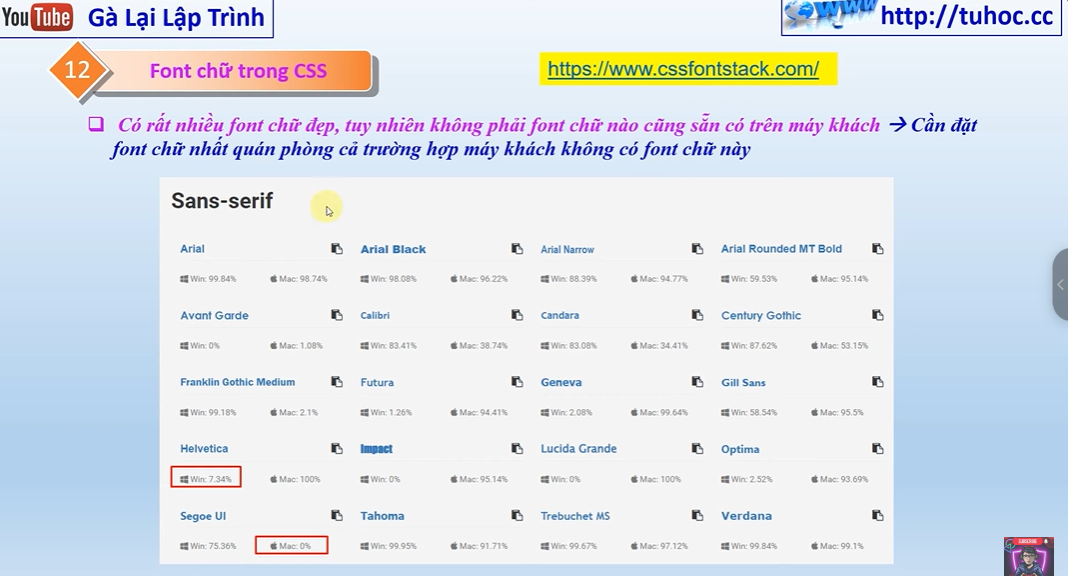 YouTube Gà Lại Lập Trình
WWW http://tuhoc.cc
12 Font chữ trong CSS
https://www.cssfontstack.com/
Có rất nhiều font chữ đẹp, tuy nhiên không phải font chữ nào cũng sẵn có trên máy khách → Cần đặt
font chữ nhất quán phòng cả trường hợp máy khách không có font chữ này
Sans-serif
Arial Arial Black Arial Narrow Arial Rounded MT Bold
Win: 99.84% Mac: 98.74% Win: 98.08% Mac: 96.22% Win: 88.39% Mac: 94.77% Win: 59.53% Mac: 95.14%
Avant Garde Calibri Candara Century Gothic
Win: 0% Mac: 1.08% Win: 83.41% Mac: 38.74% Win: 83.08% Mac: 34.41% Win: 87.62% Mac: 53.15%
Franklin Gothic Medium Futura Geneva Gill Sans
Win: 99.18% Mac: 2.1% Win: 1.26% Mac: 94.41% Win: 2.08% Mac: 99.64% Win: 58.54% Mac: 95.5%
Helvetica Impact Lucida Grande Optima
Win: 7.34% Mac: 100% Win: 0% Mac: 95.14% Win: 0% Mac: 100% Win: 2.52% Mac: 93.69%
Segoe UI Tahoma Trebuchet MS Verdana
Win: 75.36% Mac: 0% Win: 99.95% Mac: 91.71% Win: 99.67% Mac: 97.12% Win: 99.84% Mac: 99.1%
SUBSCRIBE